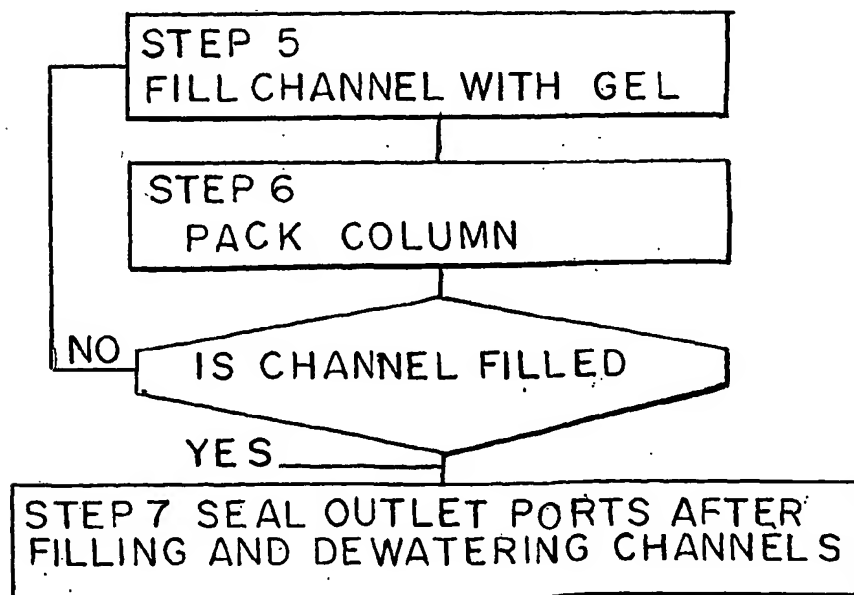 STEP 5
FILL CHANNEL WITH GEL
STEP 6
PACK COLUMN
NO
IS CHANNEL FILLED
YES
STEP 7 SEAL OUTLET PORTS AFTER
FILLING AND DEWATERING CHANNELS